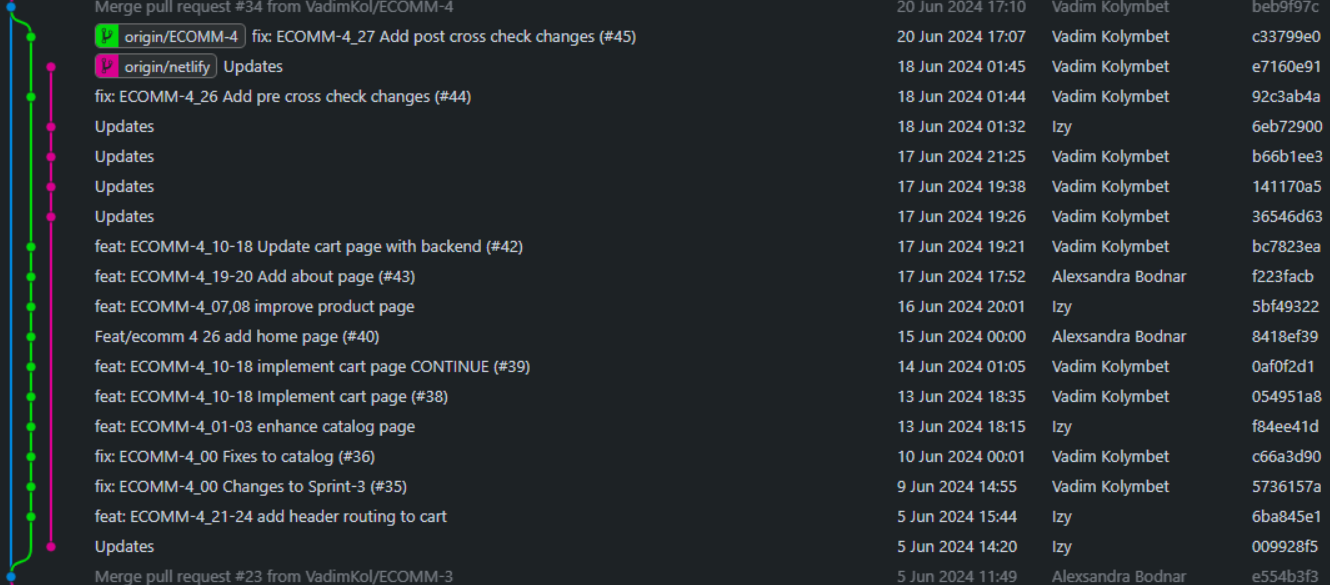 Merge pull request #34 from VadimKol/ECOMM-4 20 Jun 2024 17:10 Vadim Kolymbet beb9f97c
origin/ECOMM-4 fix: ECOMM-4_27 Add post cross check changes (#45) 20 Jun 2024 17:07 Vadim Kolymbet c33799e0
origin/netlify Updates 18 Jun 2024 01:45 Vadim Kolymbet e7160e91
fix: ECOMM-4_26 Add pre cross check changes (#44) 18 Jun 2024 01:44 Vadim Kolymbet 92c3ab4a
Updates 18 Jun 2024 01:32 Izy 6eb72900
Updates 17 Jun 2024 21:25 Vadim Kolymbet b66b1ee3
Updates 17 Jun 2024 19:38 Vadim Kolymbet 141170a5
Updates 17 Jun 2024 19:26 Vadim Kolymbet 36546d63
feat: ECOMM-4_10-18 Update cart page with backend (#42) 17 Jun 2024 19:21 Vadim Kolymbet bc7823ea
feat: ECOMM-4_19-20 Add about page (#43) 17 Jun 2024 17:52 Alexsandra Bodnar f223facb
feat: ECOMM-4_07,08 improve product page 16 Jun 2024 20:01 Izy 5bf49322
Feat/ecomm 4 26 add home page (#40) 15 Jun 2024 00:00 Alexsandra Bodnar 8418ef39
feat: ECOMM-4_10-18 implement cart page CONTINUE (#39) 14 Jun 2024 01:05 Vadim Kolymbet 0af0f2d1
feat: ECOMM-4_10-18 Implement cart page (#38) 13 Jun 2024 18:35 Vadim Kolymbet 054951a8
feat: ECOMM-4_01-03 enhance catalog page 13 Jun 2024 18:15 Izy f84ee41d
fix: ECOMM-4_00 Fixes to catalog (#36) 10 Jun 2024 00:01 Vadim Kolymbet c66a3d90
fix: ECOMM-4_00 Changes to Sprint-3 (#35) 9 Jun 2024 14:55 Vadim Kolymbet 5736157a
feat: ECOMM-4_21-24 add header routing to cart 5 Jun 2024 15:44 Izy 6ba845e1
Updates 5 Jun 2024 14:20 Izy 009928f5
Merge pull request #23 from VadimKol/ECOMM-3 5 Jun 2024 11:49 Alexsandra Bodnar e554b3f3